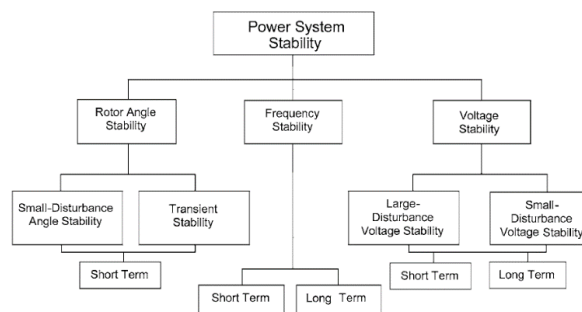 Power System
Stability
Rotor Angle
Stability
Frequency
Stability
Voltage
Stability
Small-Disturbance
Angle Stability
Transient
Stability
Large-
Disturbance
Voltage Stability
Small-
Disturbance
Voltage Stability
Short Term
Short Term
Long Term
Short Term
Long Term